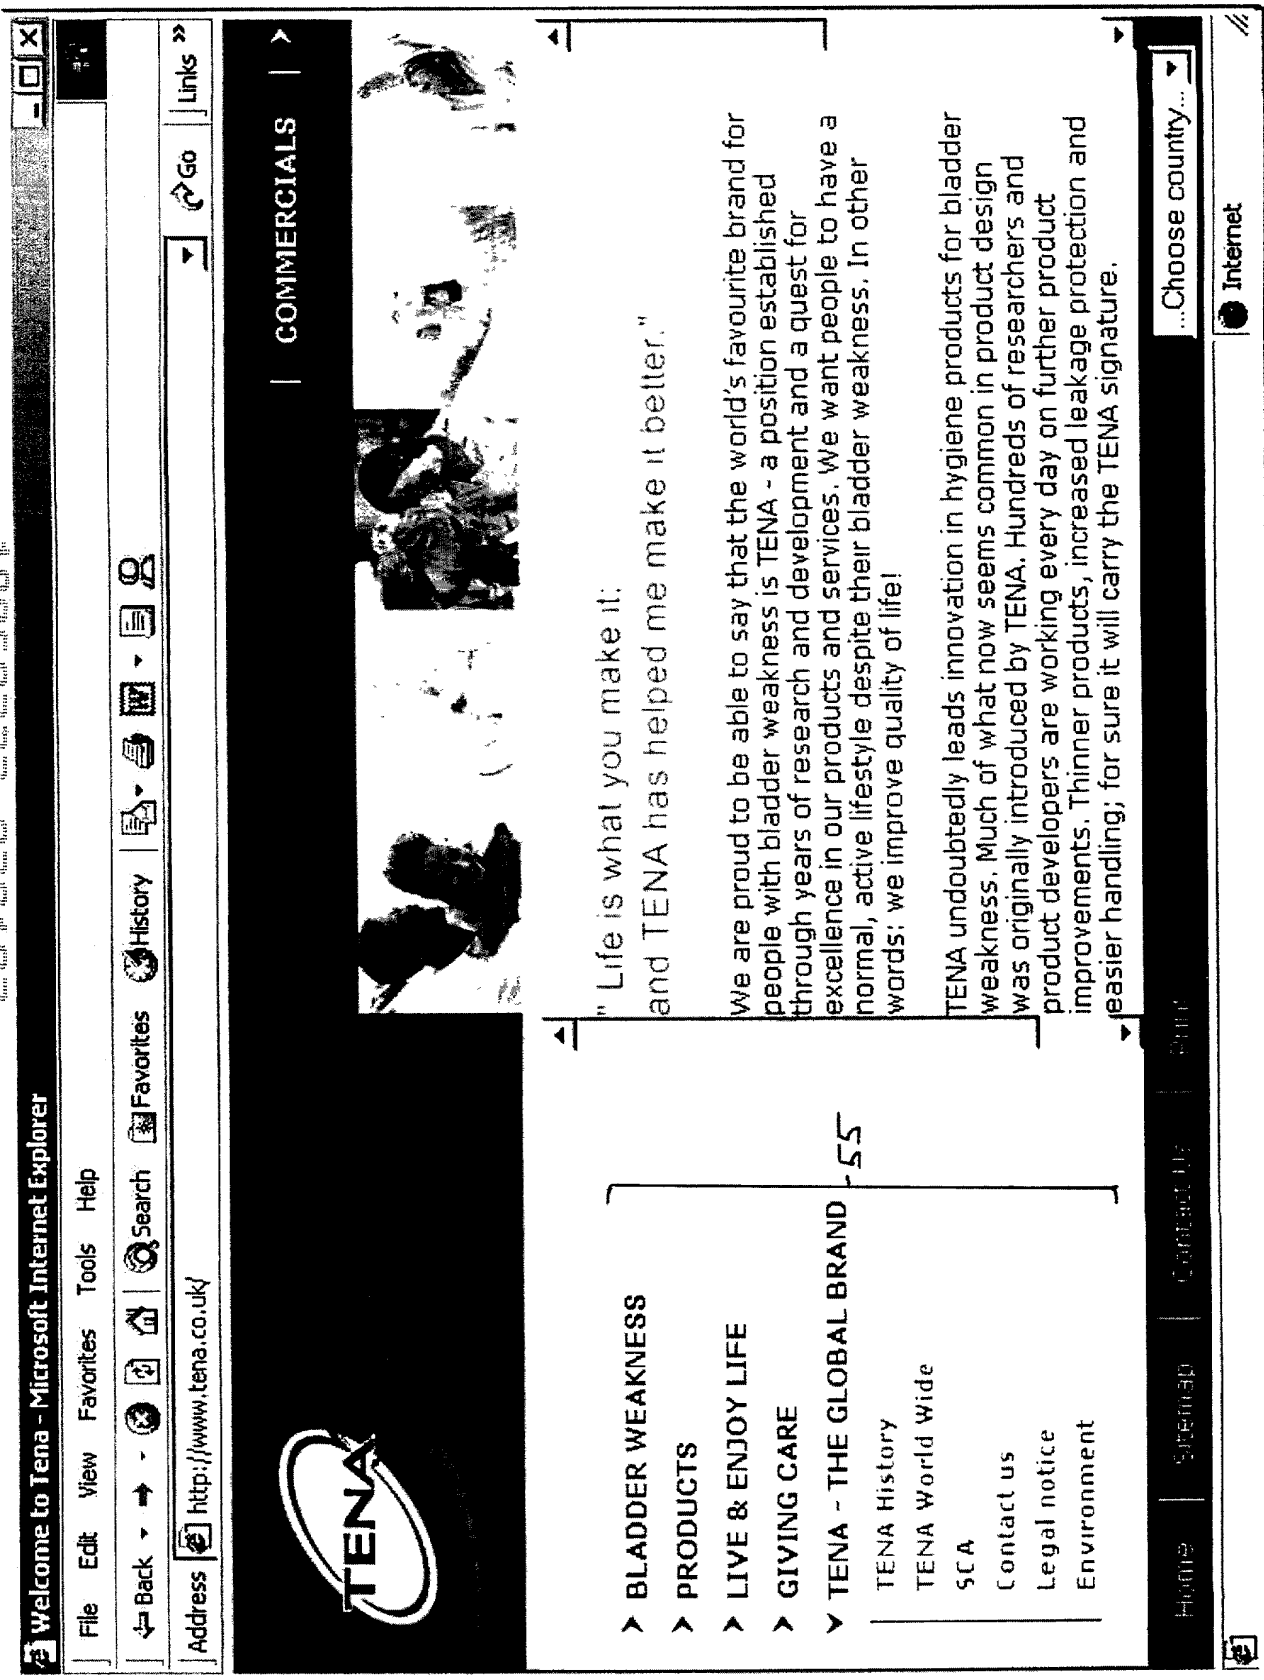 Welcome to Tena - Microsoft Internet Explorer
File Edit View Favorites Tools Help
Back Search Favorites History
Address http://www.tena.co.uk/ Go Links »
TENA
| COMMERCIALS | >
> BLADDER WEAKNESS
> PRODUCTS
> LIVE & ENJOY LIFE
> GIVING CARE
TENA - THE GLOBAL BRAND
55
TENA History
TENA World Wide
SCA
Contact us
Legal notice
Environment
" Life is what you make it;
and TENA has helped me make it better."
We are proud to be able to say that the world's favourite brand for
people with bladder weakness is TENA - a position established
through years of research and development and a quest for
excellence in our products and services. We want people to have a
normal, active lifestyle despite their bladder weakness. In other
words: we improve quality of life!
TENA undoubtedly leads innovation in hygiene products for bladder
weakness. Much of what now seems common in product design
was originally introduced by TENA. Hundreds of researchers and
product developers are working every day on further product
improvements. Thinner products, increased leakage protection and
easier handling; for sure it will carry the TENA signature.
Home | Sitemap | Contact Us | Print
...Choose country...
Internet